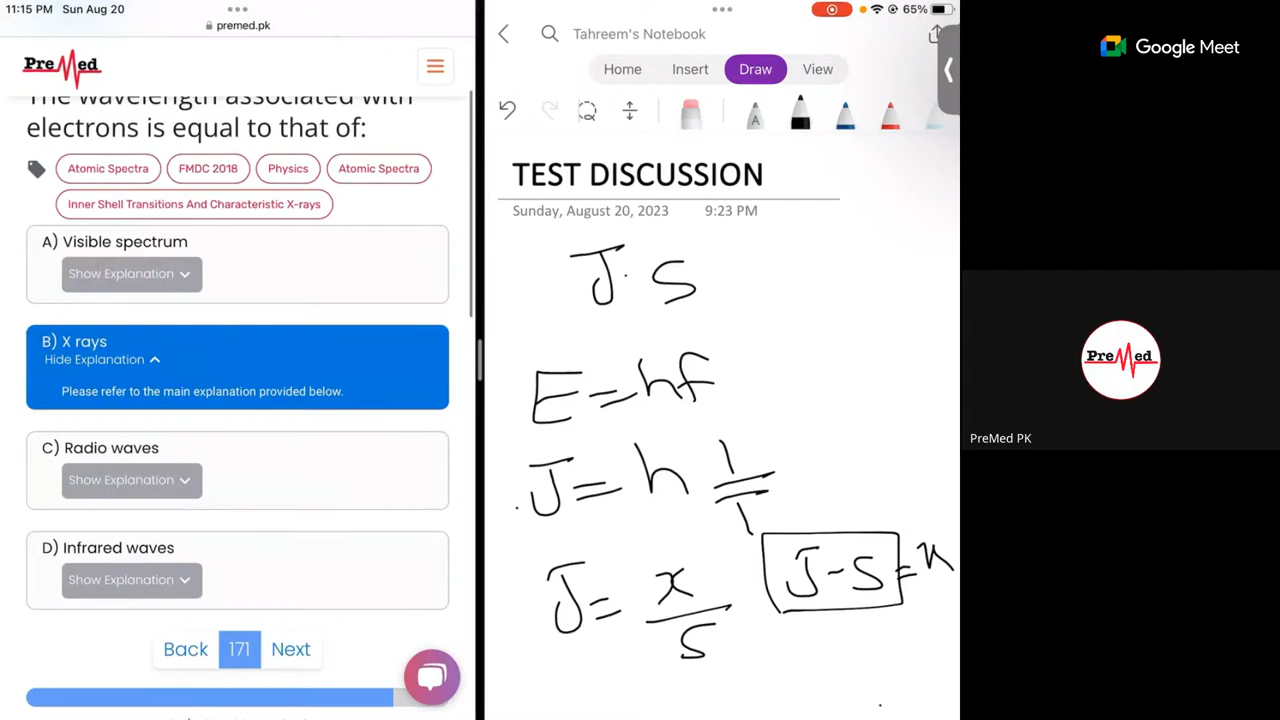 11:15 PM Sun Aug 20
premed.pk
PreMed
The wavelength associated with
electrons is equal to that of:
Atomic Spectra
FMDC 2018
Physics
Atomic Spectra
Inner Shell Transitions And Characteristic X-rays
A) Visible spectrum
Show Explanation
B) X rays
Hide Explanation
Please refer to the main explanation provided below.
C) Radio waves
Show Explanation
D) Infrared waves
Show Explanation
Back 171 Next
65%
Tahreem's Notebook
Home Insert Draw View
A
TEST DISCUSSION
Sunday, August 20, 2023 9:23 PM
J·S
E=hf
J= h 1/
J= x/S
J-S =x
Google Meet
PreMed
PreMed PK